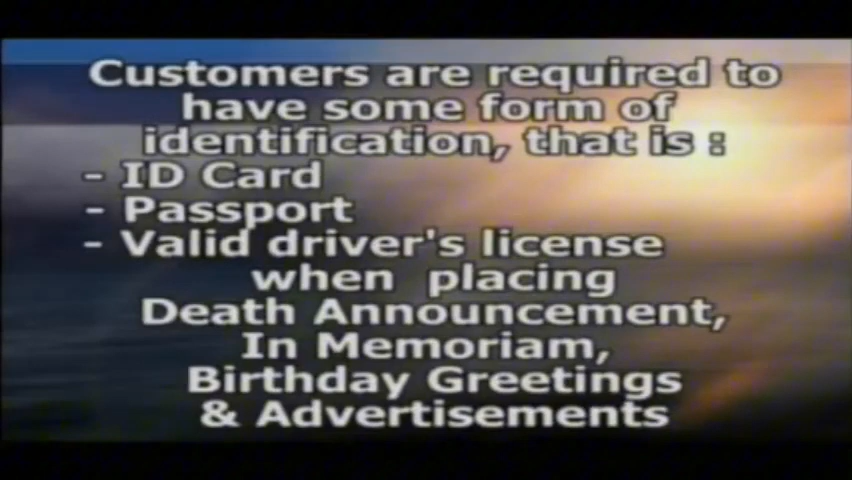 Customers are required to
have some form of
identification, that is :
- ID Card
- Passport
- Valid driver's license
when placing
Death Announcement,
In Memoriam,
Birthday Greetings
& Advertisements